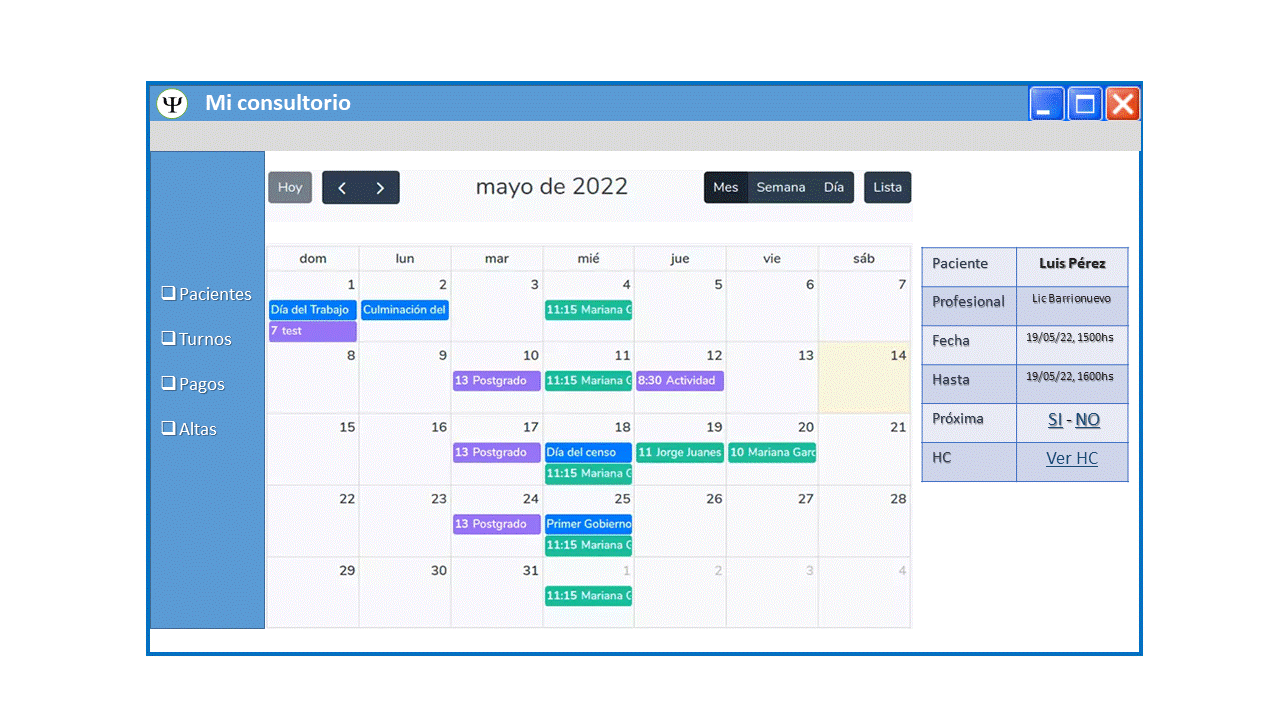 Ψ Mi consultorio
Hoy < > mayo de 2022 Mes Semana Día Lista
Pacientes
Turnos
Pagos
Altas
dom lun mar mié jue vie sáb
1 2 3 4 5 6 7
Día del Trabajo Culminación del 11:15 Mariana G
7 test
8 9 10 11 12 13 14
13 Postgrado 11:15 Mariana G 8:30 Actividad
15 16 17 18 19 20 21
13 Postgrado Día del censo 11 Jorge Juanes 10 Mariana Garc
11:15 Mariana G
22 23 24 25 26 27 28
13 Postgrado Primer Gobierno
11:15 Mariana G
29 30 31 1 2 3 4
11:15 Mariana G
Paciente Luis Pérez
Profesional Lic Barrionuevo
Fecha 19/05/22, 1500hs
Hasta 19/05/22, 1600hs
Próxima SI - NO
HC Ver HC